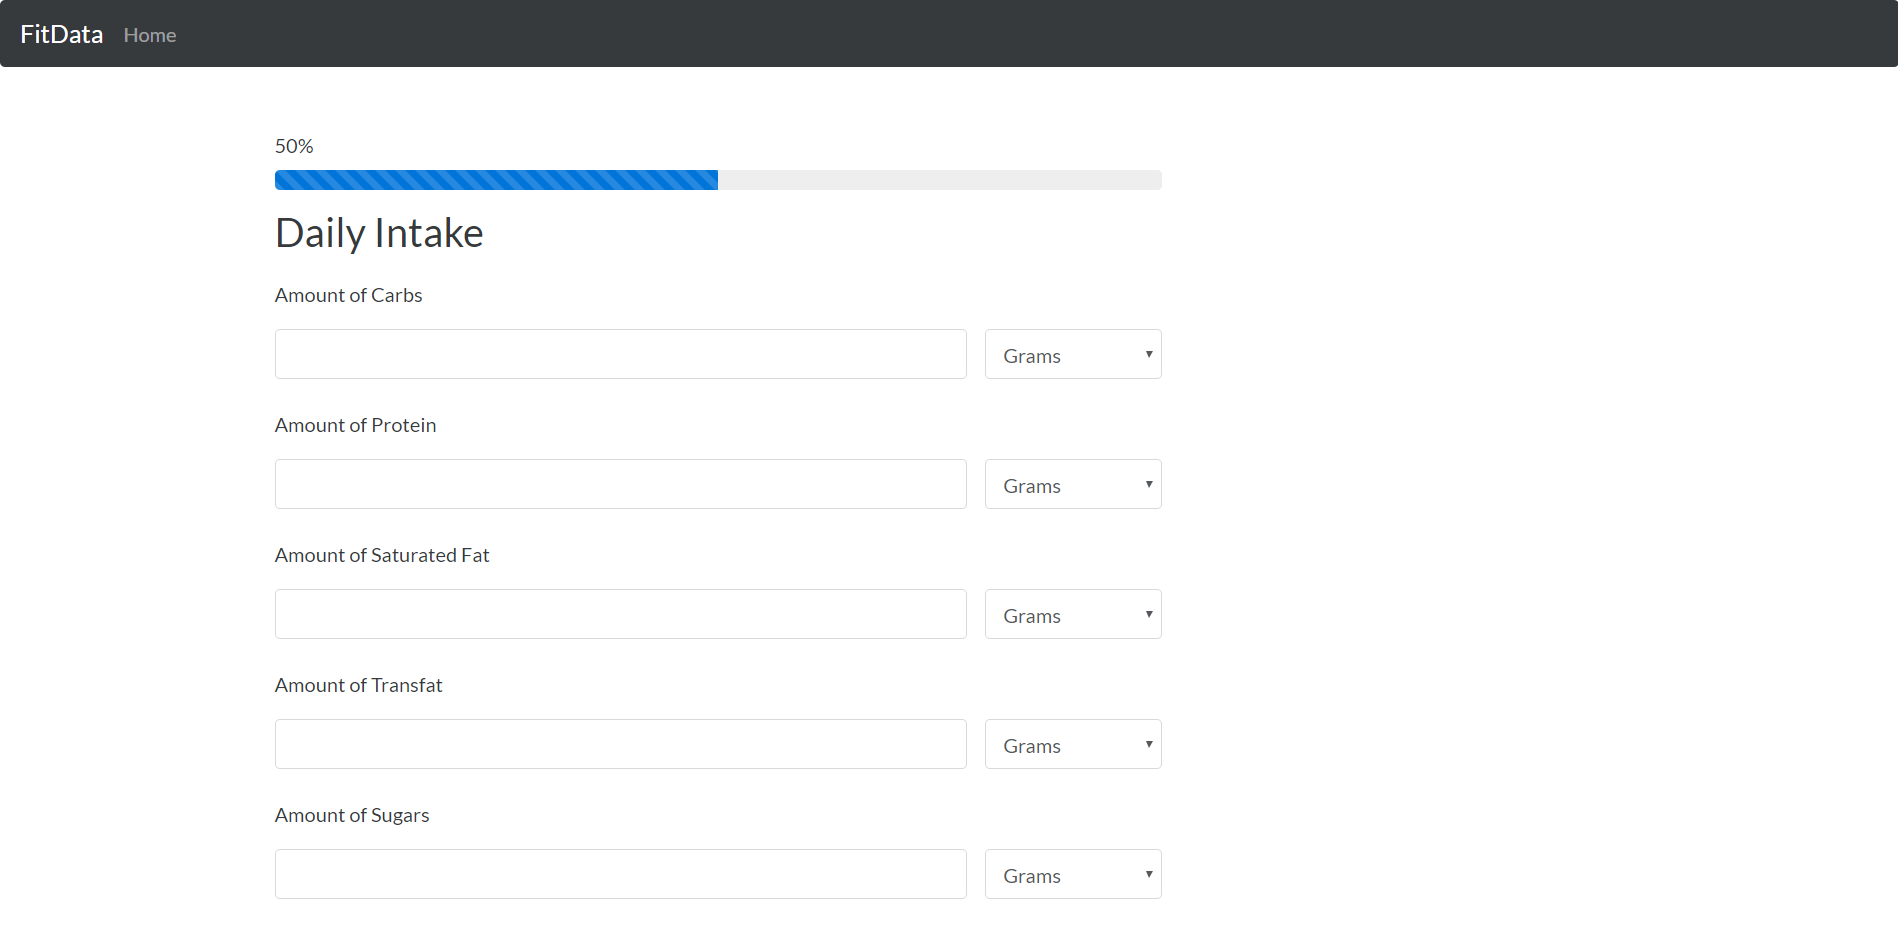 FitData Home
50%
Daily Intake
Amount of Carbs
Grams
Amount of Protein
Grams
Amount of Saturated Fat
Grams
Amount of Transfat
Grams
Amount of Sugars
Grams